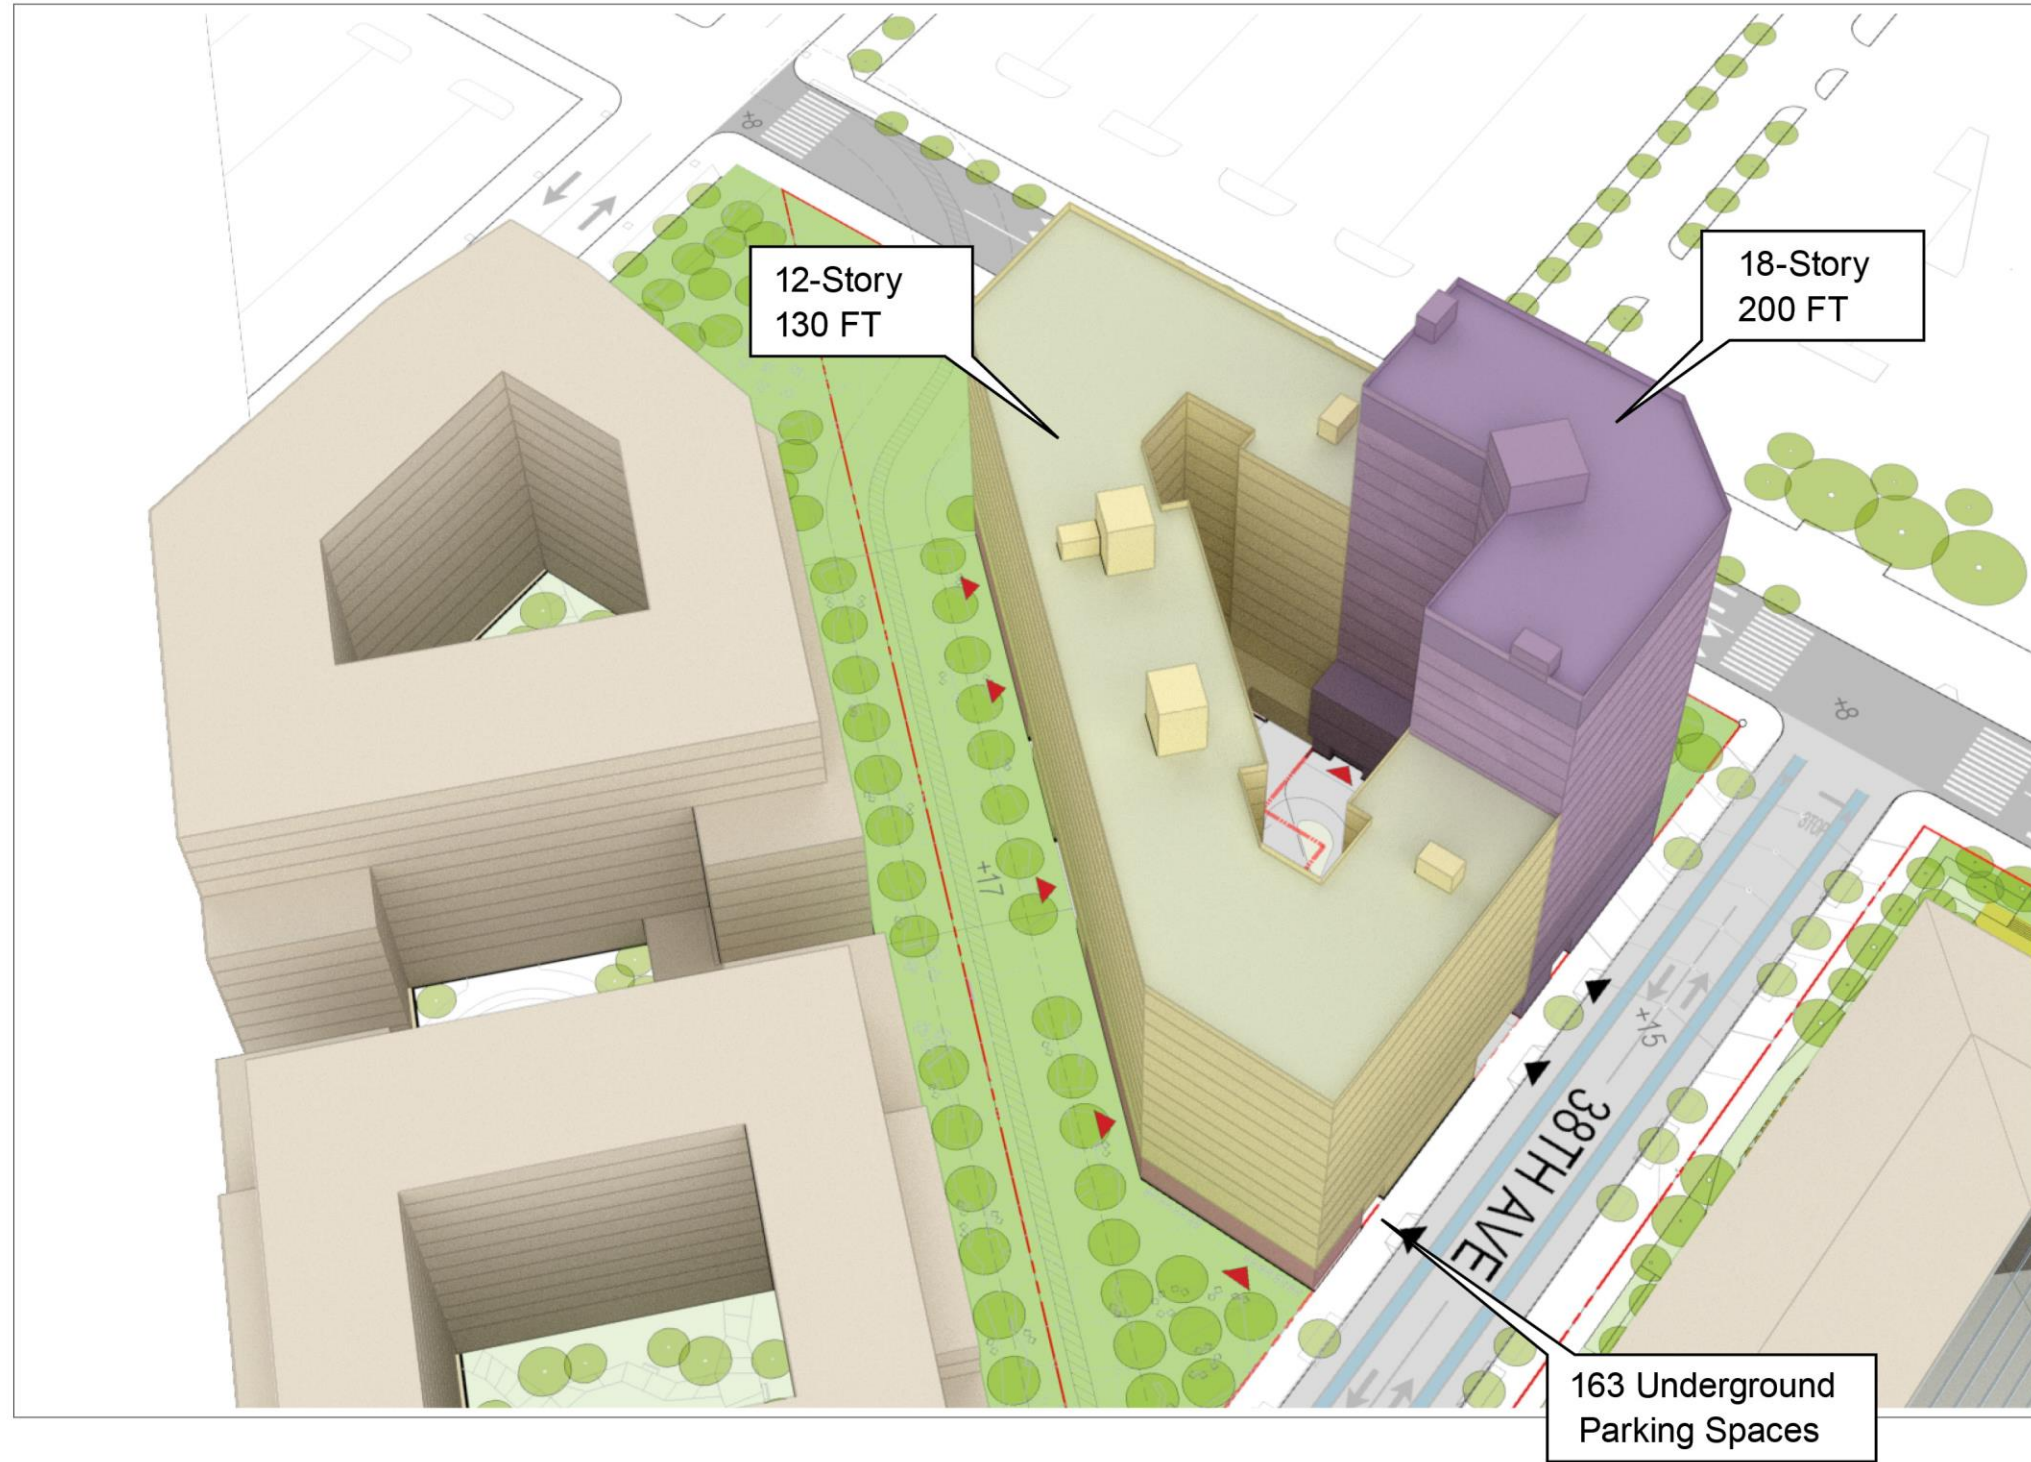 +8
12-Story
130 FT
18-Story
200 FT
+8
STOP
+17
+15
38TH AVE
163 Underground
Parking Spaces